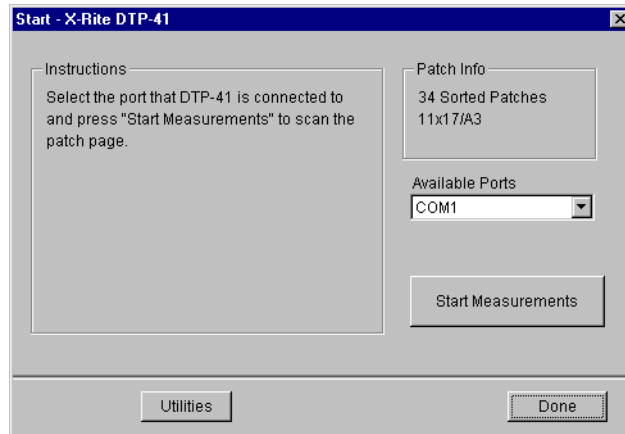 Start - X-Rite DTP-41
Instructions
Select the port that DTP-41 is connected to
and press "Start Measurements" to scan the
patch page.
Patch Info
34 Sorted Patches
11x17/A3
Available Ports
COM1
Start Measurements
Utilities
Done